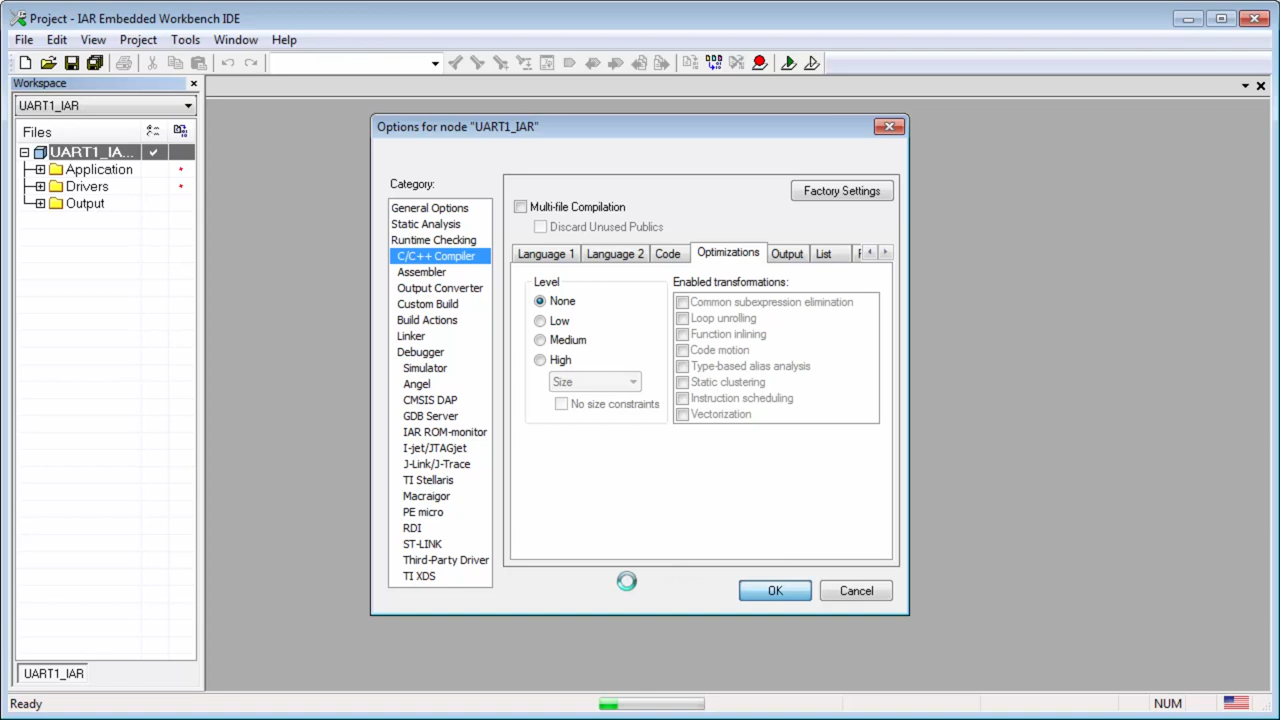 Project - IAR Embedded Workbench IDE
File Edit View Project Tools Window Help
Workspace
UART1_IAR
Files
UART1_IA...
Application
Drivers
Output
UART1_IAR
Options for node "UART1_IAR"
Category:
General Options
Static Analysis
Runtime Checking
C/C++ Compiler
Assembler
Output Converter
Custom Build
Build Actions
Linker
Debugger
Simulator
Angel
CMSIS DAP
GDB Server
IAR ROM-monitor
I-jet/JTAGjet
J-Link/J-Trace
TI Stellaris
Macraigor
PE micro
RDI
ST-LINK
Third-Party Driver
TI XDS
Factory Settings
Multi-file Compilation
Discard Unused Publics
Language 1 Language 2 Code Optimizations Output List
Level
None
Low
Medium
High
Size
No size constraints
Enabled transformations:
Common subexpression elimination
Loop unrolling
Function inlining
Code motion
Type-based alias analysis
Static clustering
Instruction scheduling
Vectorization
OK Cancel
Ready NUM